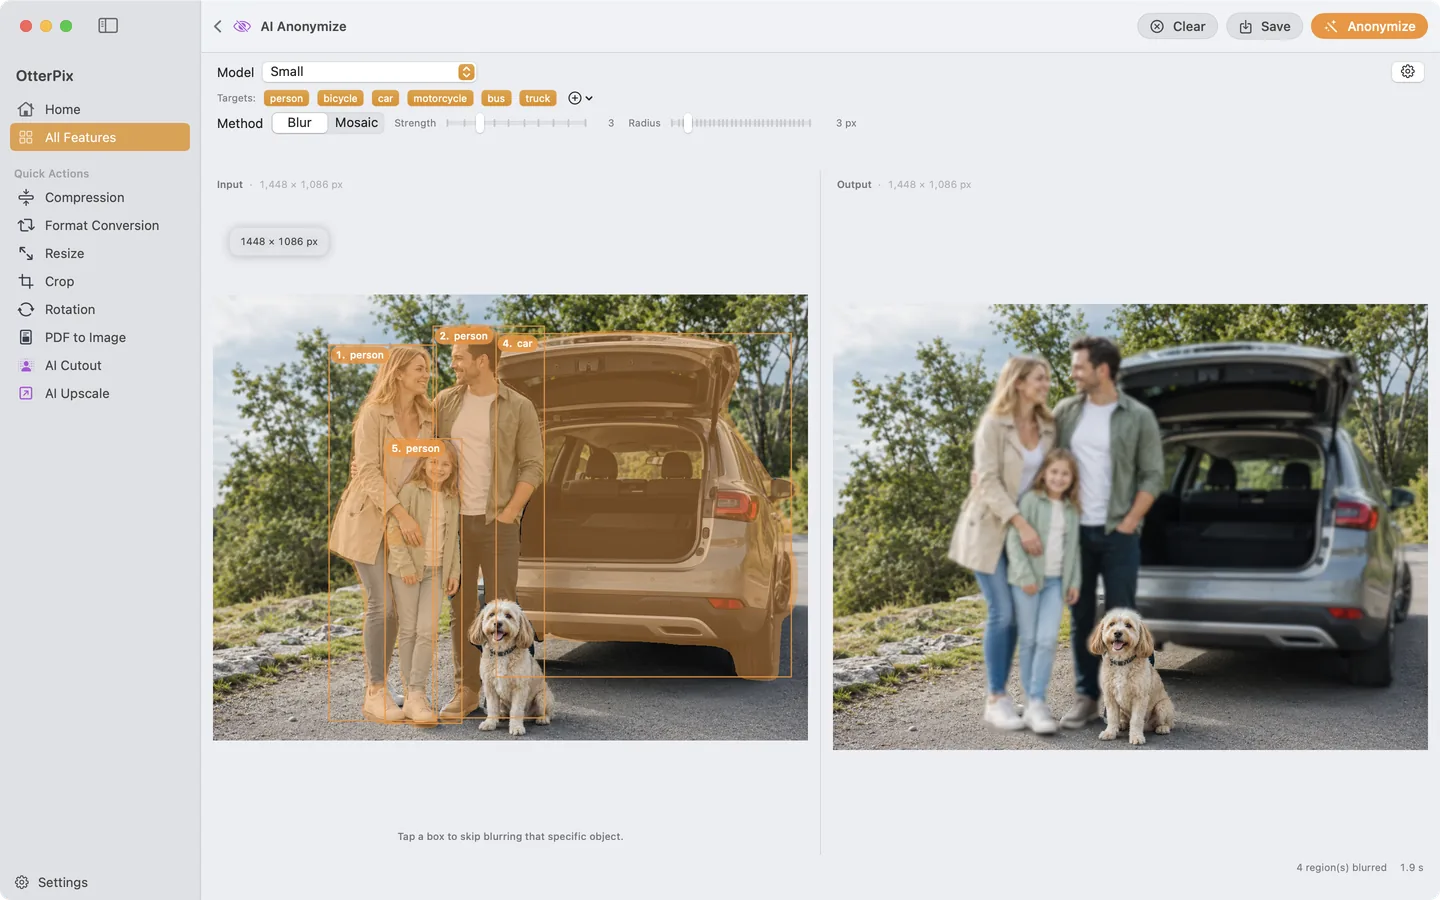 AI Anonymize
Clear
Save
Anonymize
OtterPix
Home
All Features
Quick Actions
Compression
Format Conversion
Resize
Crop
Rotation
PDF to Image
AI Cutout
AI Upscale
Settings
Model Small
Targets: person bicycle car motorcycle bus truck
Method Blur Mosaic Strength 3 Radius 3 px
Input · 1,448 × 1,086 px
1448 × 1086 px
1. person
2. person
4. car
5. person
Tap a box to skip blurring that specific object.
Output · 1,448 × 1,086 px
4 region(s) blurred 1.9 s